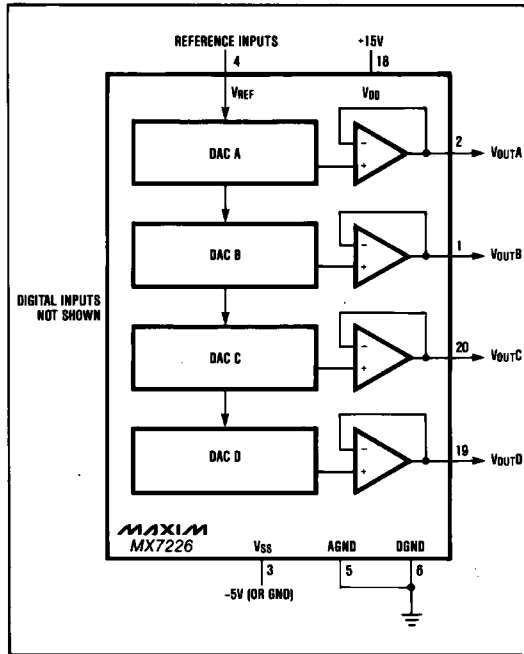 REFERENCE INPUTS
+15V
4
18
VREF
VDD
DAC A
-
+
2
VOUTA
DAC B
-
+
1
VOUTB
DIGITAL INPUTS
NOT SHOWN
DAC C
-
+
20
VOUTC
DAC D
-
+
19
VOUTD
MAXIM
MX7226
VSS
AGND
DGND
3
5
6
-5V (OR GND)